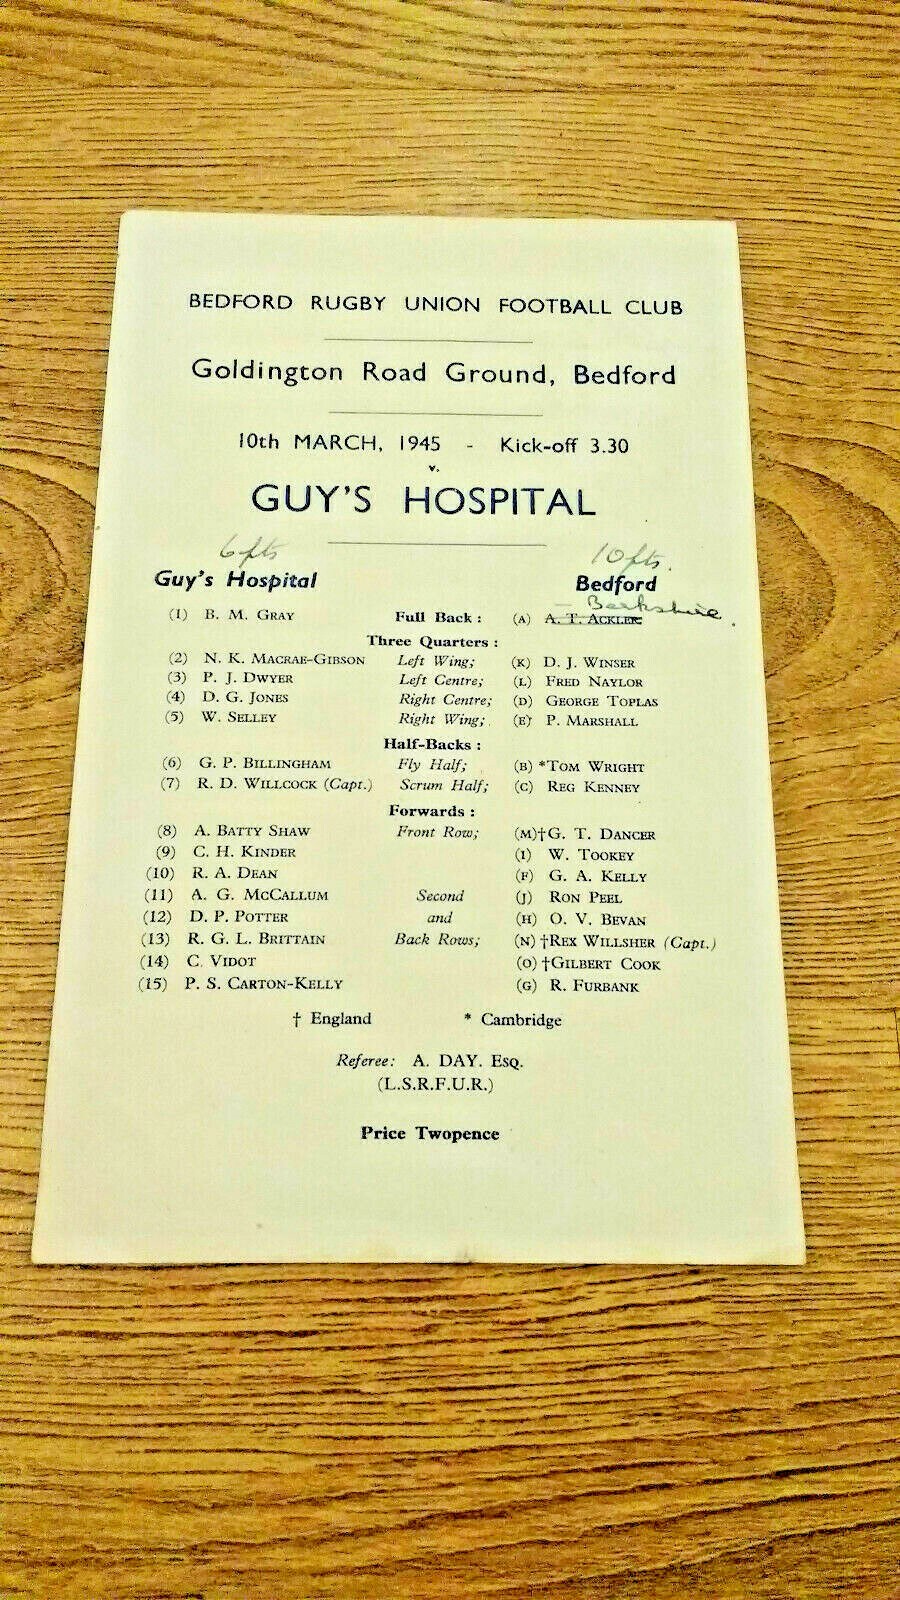 BEDFORD RUGBY UNION FOOTBALL CLUB
Goldington Road Ground, Bedford
10th MARCH, 1945 - Kick-off 3.30
v.
GUY'S HOSPITAL
6 pts 10 pts.
Guy's Hospital Bedford
- Berkshire.
(1) B. M. GRAY Full Back : (A) A. T. ACKLER
Three Quarters :
(2) N. K. MACRAE-GIBSON Left Wing; (K) D. J. WINSER
(3) P. J. DWYER Left Centre; (L) FRED NAYLOR
(4) D. G. JONES Right Centre; (D) GEORGE TOPLAS
(5) W. SELLEY Right Wing; (E) P. MARSHALL
Half-Backs :
(6) G. P. BILLINGHAM Fly Half; (B) *TOM WRIGHT
(7) R. D. WILLCOCK (Capt.) Scrum Half; (C) REG KENNEY
Forwards :
(8) A. BATTY SHAW Front Row; (M)†G. T. DANCER
(9) C. H. KINDER (I) W. TOOKEY
(10) R. A. DEAN (F) G. A. KELLY
(11) A. G. MCCALLUM Second (J) RON PEEL
(12) D. P. POTTER and (H) O. V. BEVAN
(13) R. G. L. BRITTAIN Back Rows; (N) †REX WILLSHER (Capt.)
(14) C. VIDOT (O) †GILBERT COOK
(15) P. S. CARTON-KELLY (G) R. FURBANK
† England * Cambridge
Referee: A. DAY. ESQ.
(L.S.R.F.U.R.)
Price Twopence